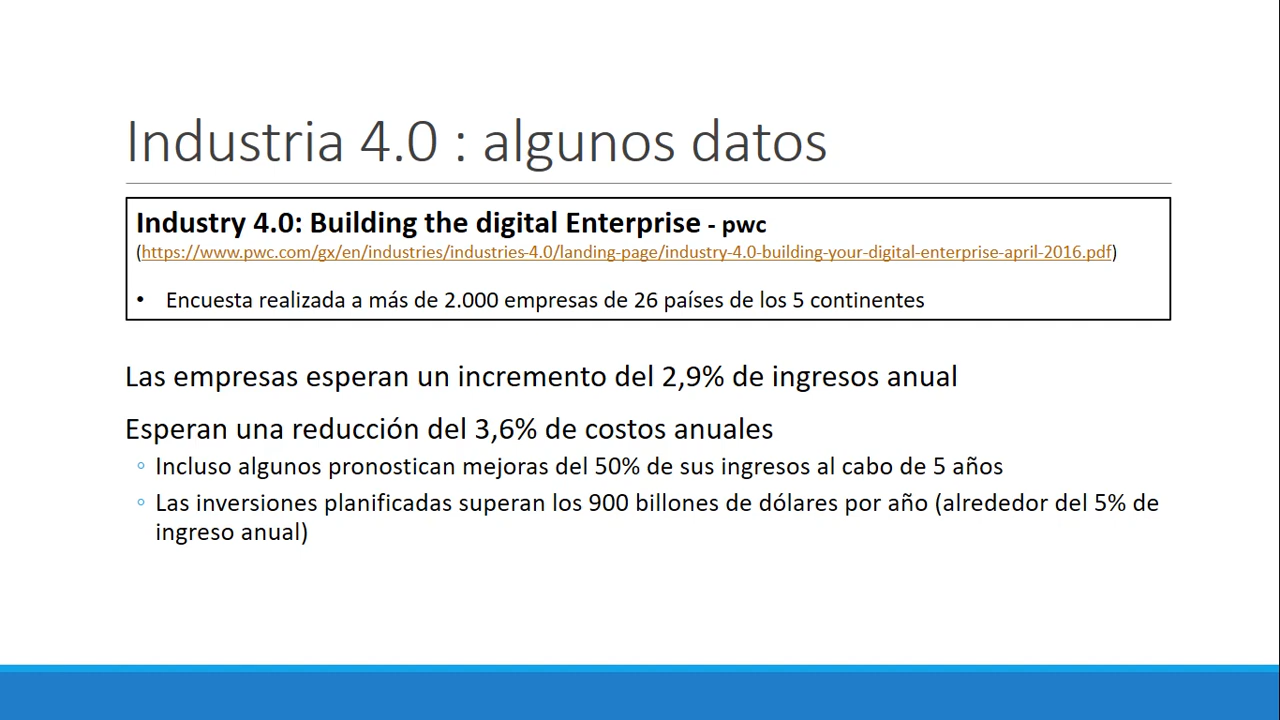 Industria 4.0 : algunos datos
Industry 4.0: Building the digital Enterprise - pwc
(https://www.pwc.com/gx/en/industries/industries-4.0/landing-page/industry-4.0-building-your-digital-enterprise-april-2016.pdf)
• Encuesta realizada a más de 2.000 empresas de 26 países de los 5 continentes
Las empresas esperan un incremento del 2,9% de ingresos anual
Esperan una reducción del 3,6% de costos anuales
◦ Incluso algunos pronostican mejoras del 50% de sus ingresos al cabo de 5 años
◦ Las inversiones planificadas superan los 900 billones de dólares por año (alrededor del 5% de
ingreso anual)